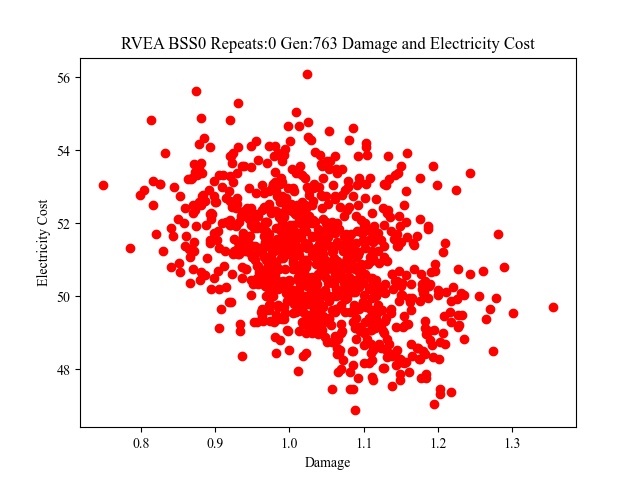 RVEA BSS0 Repeats:0 Gen:763 Damage and Electricity Cost
56
54
52
50
48
Electricity Cost
0.8 0.9 1.0 1.1 1.2 1.3
Damage